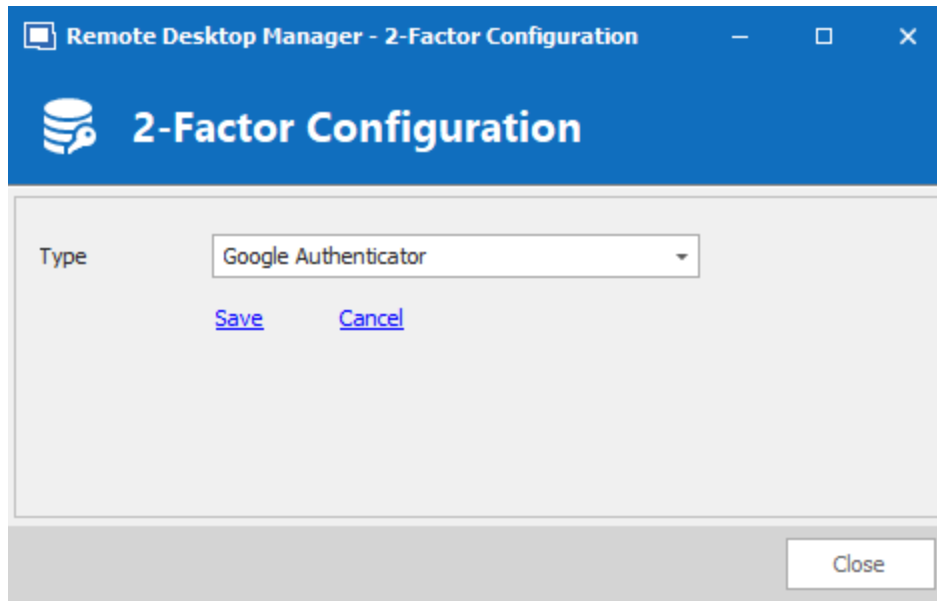 Remote Desktop Manager - 2-Factor Configuration
2-Factor Configuration
Type Google Authenticator
Save Cancel
Close